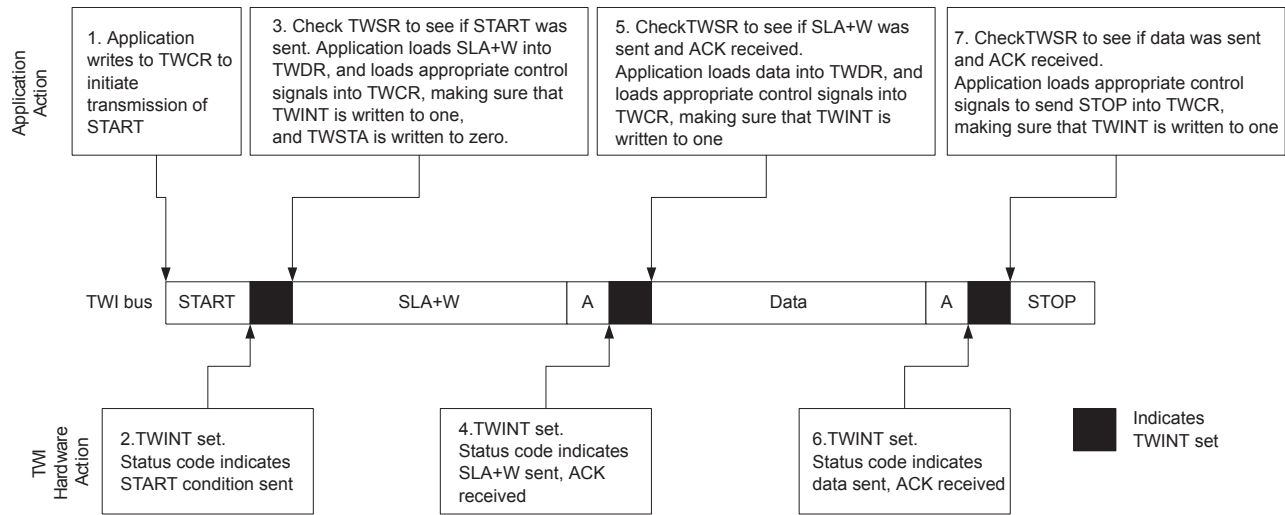 Application
Action
1. Application
writes to TWCR to
initiate
transmission of
START
3. Check TWSR to see if START was
sent. Application loads SLA+W into
TWDR, and loads appropriate control
signals into TWCR, making sure that
TWINT is written to one,
and TWSTA is written to zero.
5. CheckTWSR to see if SLA+W was
sent and ACK received.
Application loads data into TWDR, and
loads appropriate control signals into
TWCR, making sure that TWINT is
written to one
7. CheckTWSR to see if data was sent
and ACK received.
Application loads appropriate control
signals to send STOP into TWCR,
making sure that TWINT is written to one
TWI bus
START
SLA+W
A
Data
A
STOP
TWI
Hardware
Action
2.TWINT set.
Status code indicates
START condition sent
4.TWINT set.
Status code indicates
SLA+W sent, ACK
received
6.TWINT set.
Status code indicates
data sent, ACK received
Indicates
TWINT set